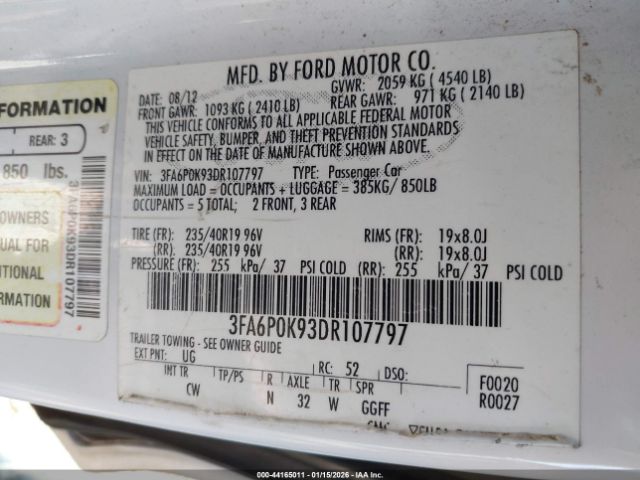 MFD. BY FORD MOTOR CO.
DATE: 08/12
GVWR: 2059 KG ( 4540 LB)
FRONT GAWR: 1093 KG ( 2410 LB)
REAR GAWR: 971 KG ( 2140 LB)
THIS VEHICLE CONFORMS TO ALL APPLICABLE FEDERAL MOTOR
VEHICLE SAFETY, BUMPER, AND THEFT PREVENTION STANDARDS
IN EFFECT ON THE DATE OF MANUFACTURE SHOWN ABOVE.
VIN: 3FA6P0K93DR107797 TYPE: Passenger Car
MAXIMUM LOAD = OCCUPANTS + LUGGAGE = 385KG/ 850LB
OCCUPANTS = 5 TOTAL; 2 FRONT, 3 REAR
TIRE (FR): 235/40R19 96V RIMS (FR): 19x8.0J
(RR): 235/40R19 96V (RR): 19x8.0J
PRESSURE (FR): 255 kPa/ 37 PSI COLD (RR): 255 kPa/ 37 PSI COLD
3FA6P0K93DR107797
TRAILER TOWING - SEE OWNER GUIDE
EXT PNT: UG RC: 52 DSO:
INT TR TP/PS R AXLE TR SPR
CW N 32 W GGFF
F0020
R0027
FORMATION
REAR: 3
850 lbs.
OWNERS
UAL FOR
ITIONAL
RMATION
3FA6P0K93DR107797
000-44165011 - 01/15/2026 - IAA Inc.